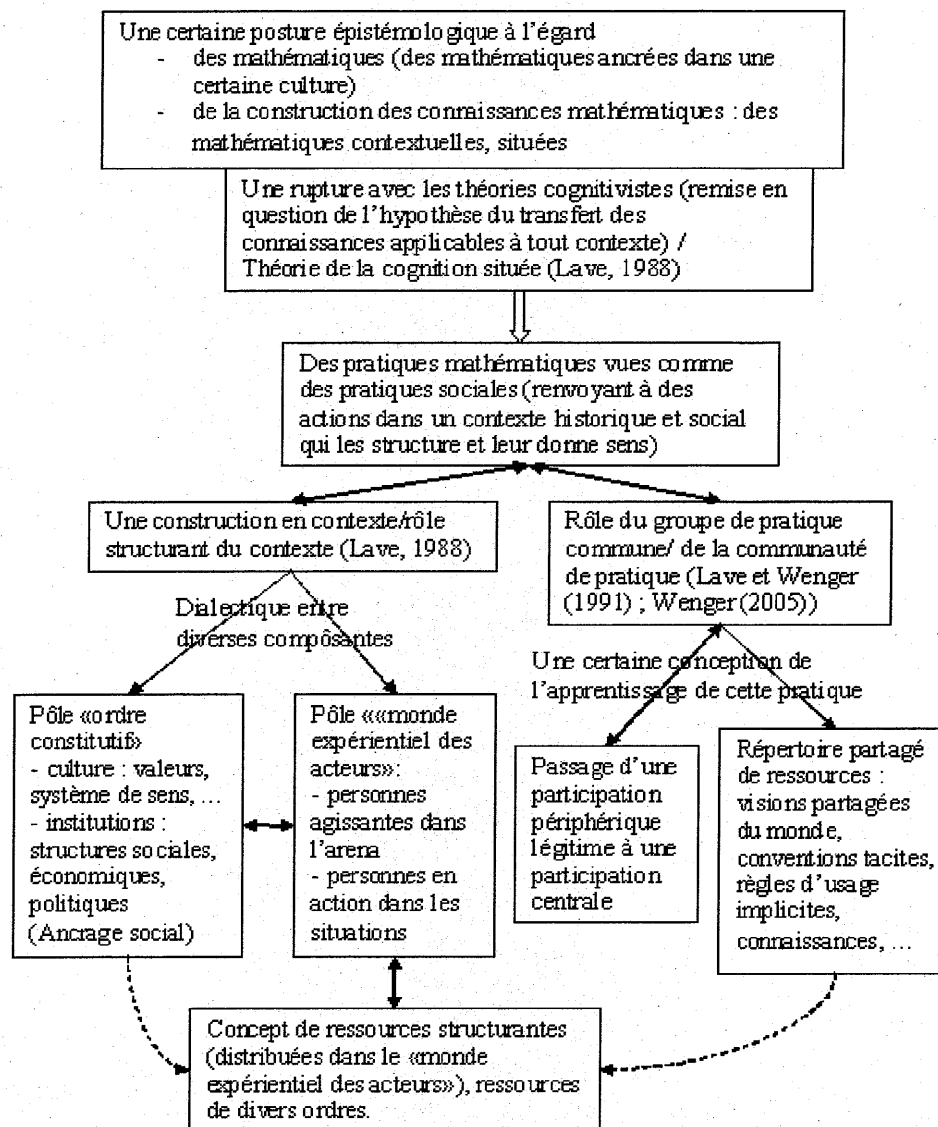 Une certaine posture épistémologique à l'égard
- des mathématiques (des mathématiques ancrées dans une
certaine culture)
- de la construction des connaissances mathématiques : des
mathématiques contextuelles, situées
Une rupture avec les théories cognitivistes (remise en
question de l'hypothèse du transfert des
connaissances applicables à tout contexte) /
Théorie de la cognition située (Lave, 1988)
Des pratiques mathématiques vues comme
des pratiques sociales (renvoyant à des
actions dans un contexte historique et social
qui les structure et leur donne sens)
Une construction en contexte/rôle
structurant du contexte (Lave, 1988)
Rôle du groupe de pratique
commune/ de la communauté
de pratique (Lave et Wenger
(1991) ; Wenger (2005))
Dialectique entre
diverses compôsantes
Une certaine conception de
l'apprentissage de cette pratique
Pôle «ordre
constitutif»
- culture : valeurs,
système de sens, ...
- institutions :
structures sociales,
économiques,
politiques
(Ancrage social)
Pôle ««monde
expérientiel des
acteurs»:
- personnes
agissantes dans
l'arena
- personnes en
action dans les
situations
Passage d'une
participation
périphérique
légitime à une
participation
centrale
Répertoire partagé
de ressources :
visions partagées
du monde,
conventions tacites,
règles d'usage
implicites,
connaissances, ...
Concept de ressources structurantes
(distribuées dans le «monde
expérientiel des acteurs»), ressources
de divers ordres.